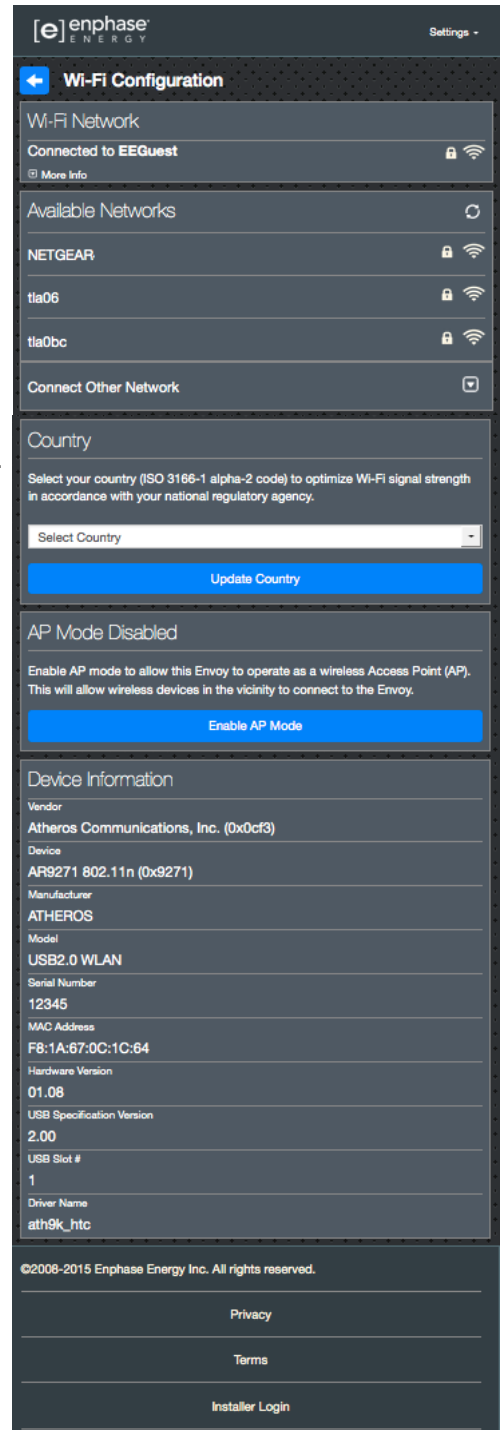 [e] enphase
ENERGY
Settings
Wi-Fi Configuration
Wi-Fi Network
Connected to EEGuest
More Info
Available Networks
NETGEAR
tla06
tla0bc
Connect Other Network
Country
Select your country (ISO 3166-1 alpha-2 code) to optimize Wi-Fi signal strength
in accordance with your national regulatory agency.
Select Country
Update Country
AP Mode Disabled
Enable AP mode to allow this Envoy to operate as a wireless Access Point (AP).
This will allow wireless devices in the vicinity to connect to the Envoy.
Enable AP Mode
Device Information
Vendor
Atheros Communications, Inc. (0x0cf3)
Device
AR9271 802.11n (0x9271)
Manufacturer
ATHEROS
Model
USB2.0 WLAN
Serial Number
12345
MAC Address
F8:1A:67:0C:1C:64
Hardware Version
01.08
USB Specification Version
2.00
USB Slot #
1
Driver Name
ath9k_htc
©2008-2015 Enphase Energy Inc. All rights reserved.
Privacy
Terms
Installer Login